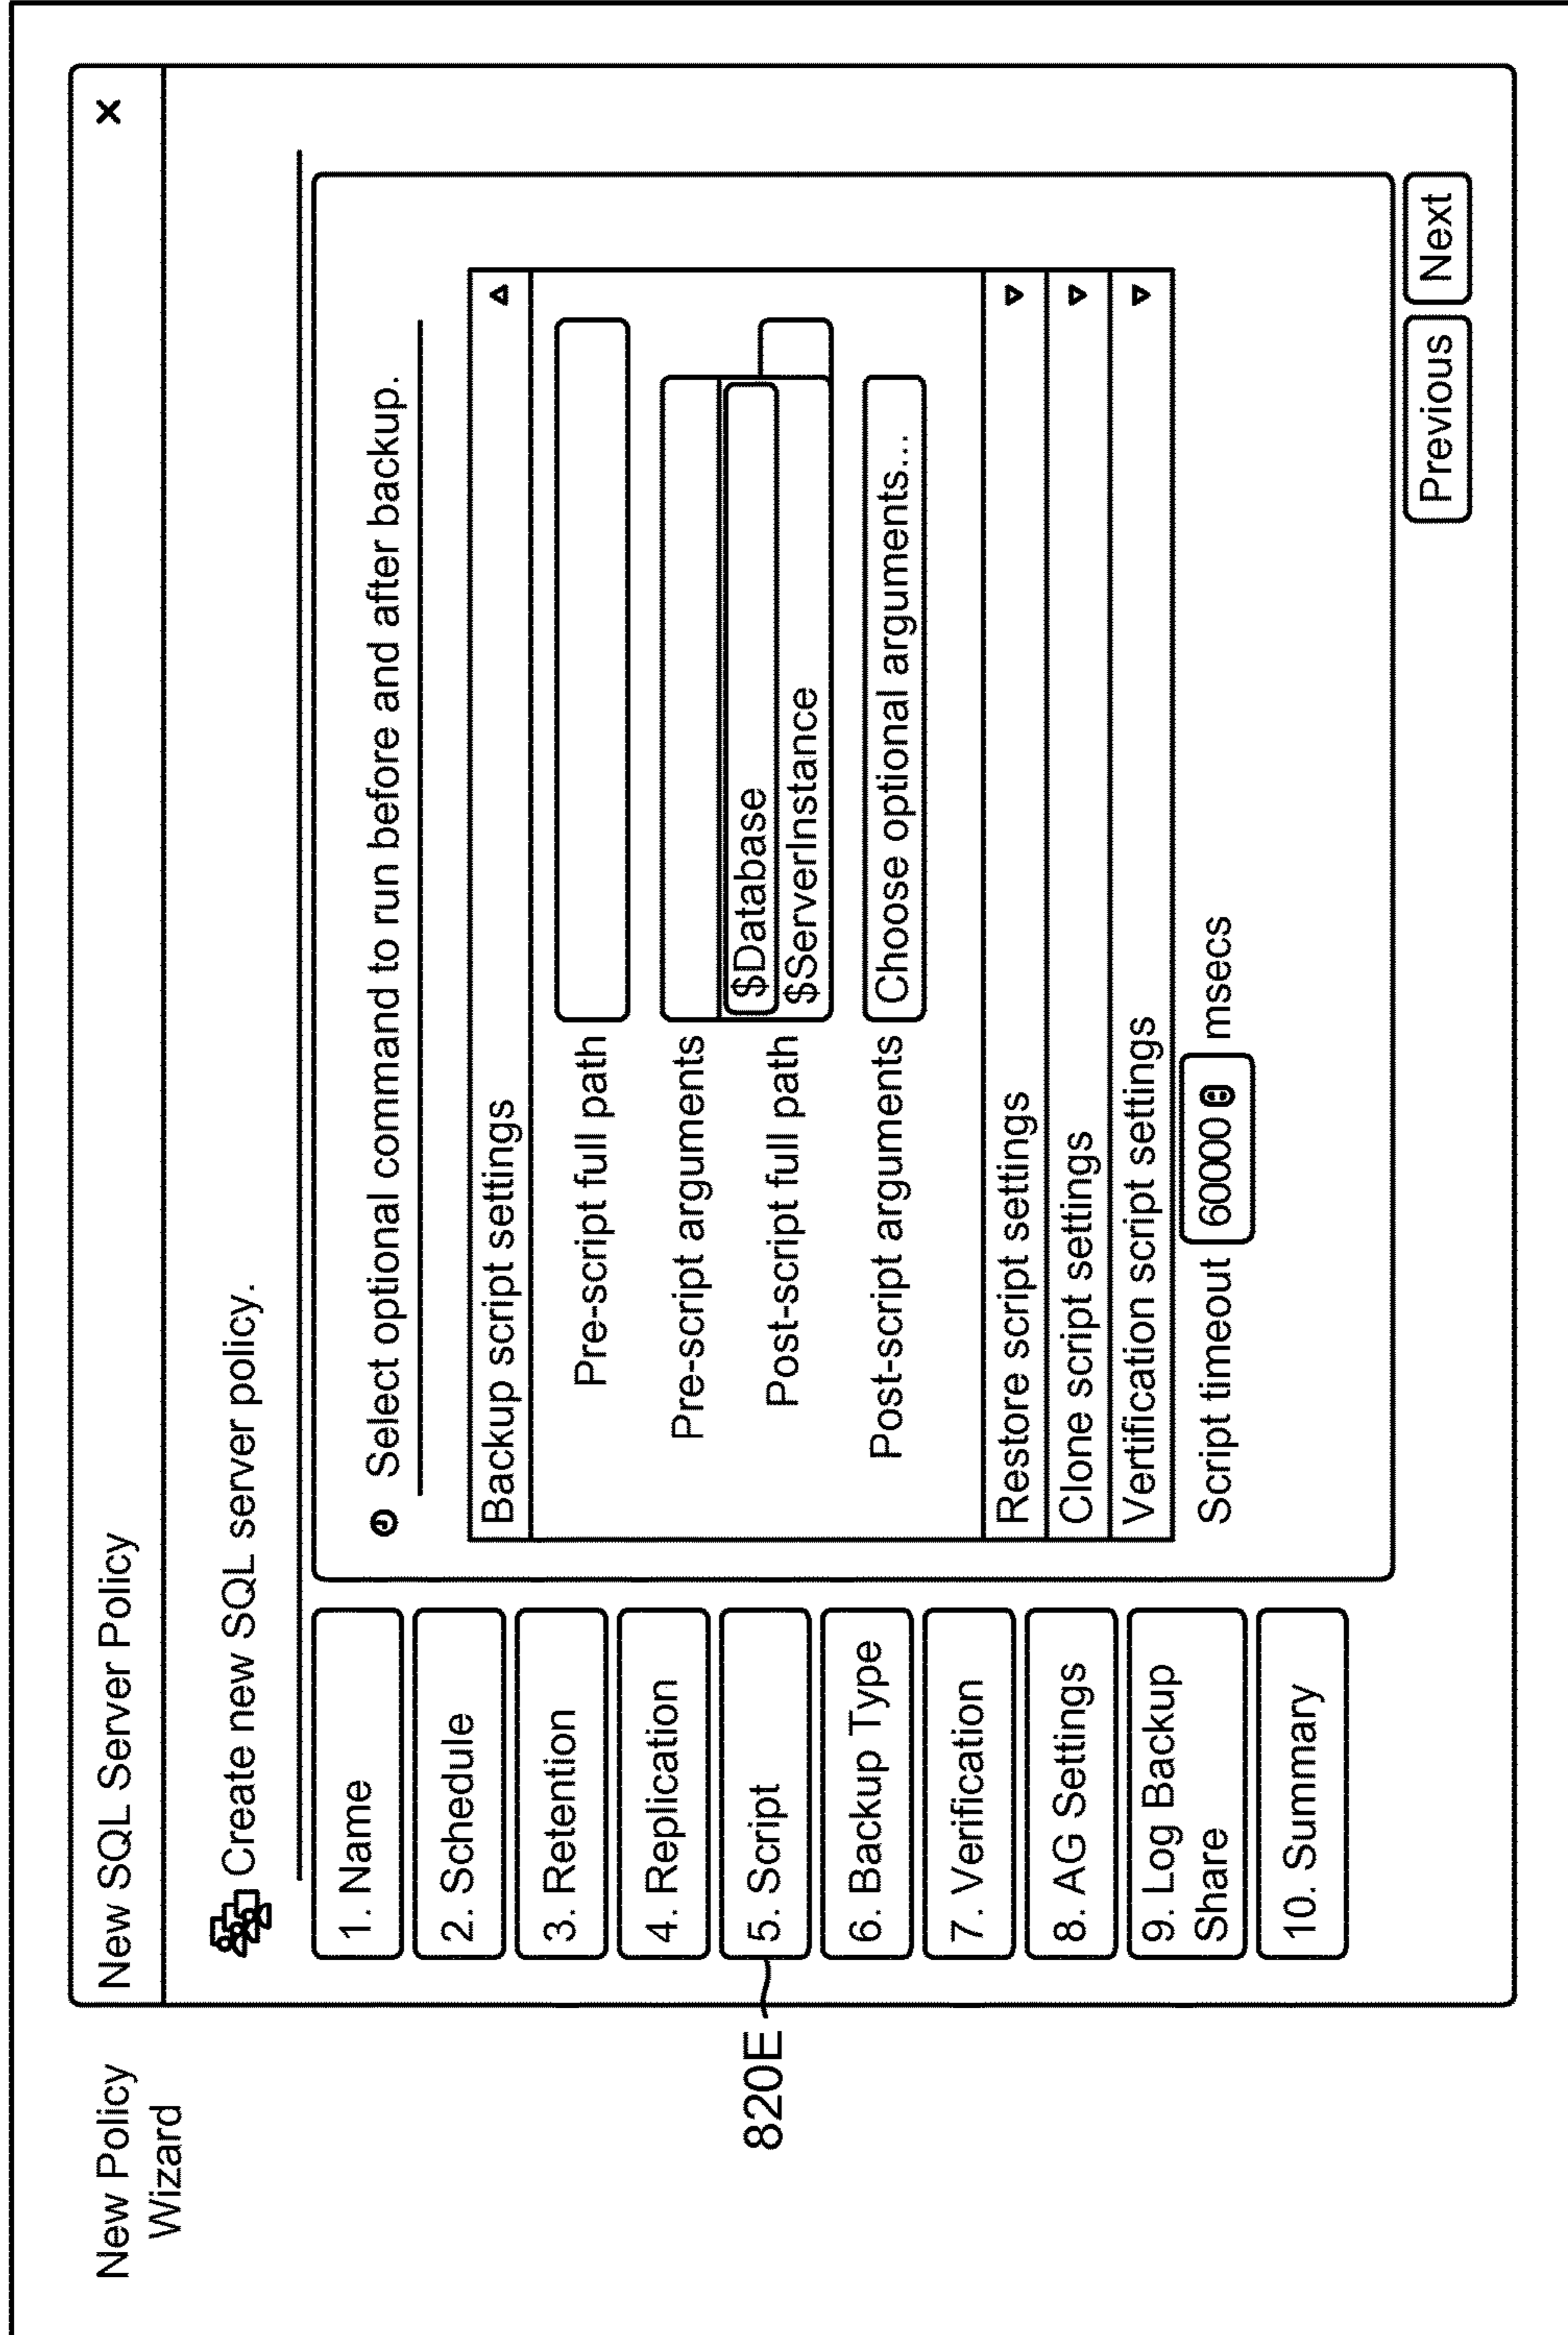 New Policy
Wizard
New SQL Server Policy
X
Create new SQL server policy.
1. Name
2. Schedule
3. Retention
4. Replication
5. Script
6. Backup Type
7. Verification
8. AG Settings
9. Log Backup
Share
10. Summary
820E
Select optional command to run before and after backup.
Backup script settings
Pre-script full path
Pre-script arguments
$Database
Post-script full path
$ServerInstance
Post-script arguments
Choose optional arguments...
Restore script settings
Clone script settings
Vertification script settings
Script timeout 60000 msecs
Previous
Next